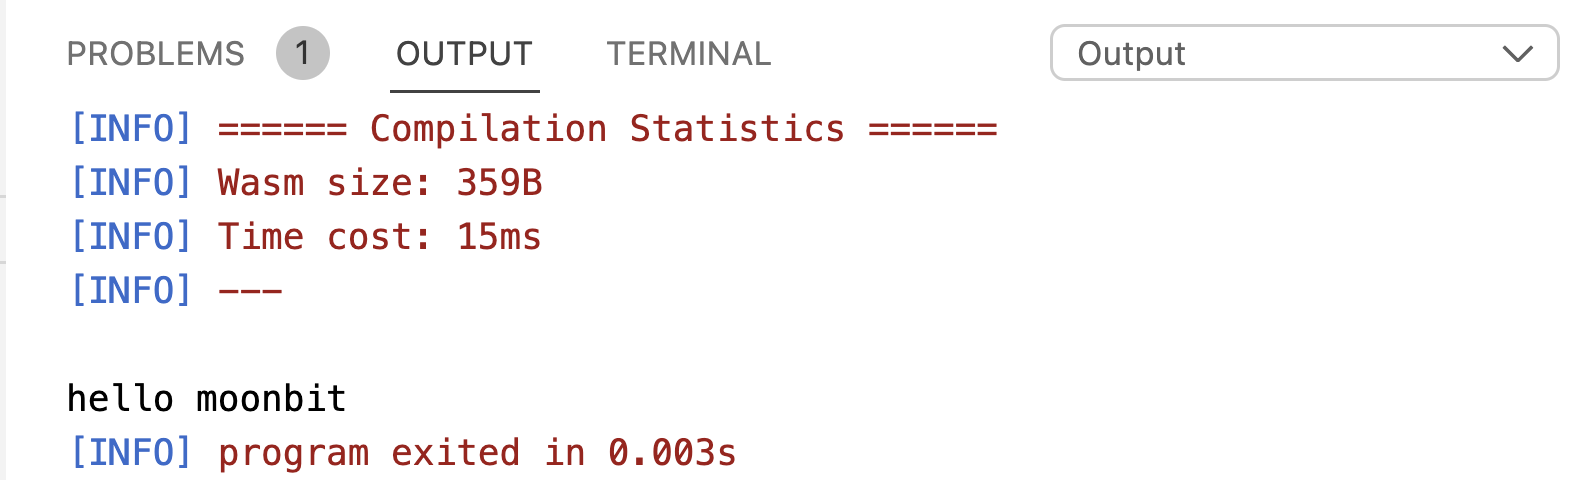 PROBLEMS 1 OUTPUT TERMINAL Output
[INFO] ====== Compilation Statistics ======
[INFO] Wasm size: 359B
[INFO] Time cost: 15ms
[INFO] ---
hello moonbit
[INFO] program exited in 0.003s